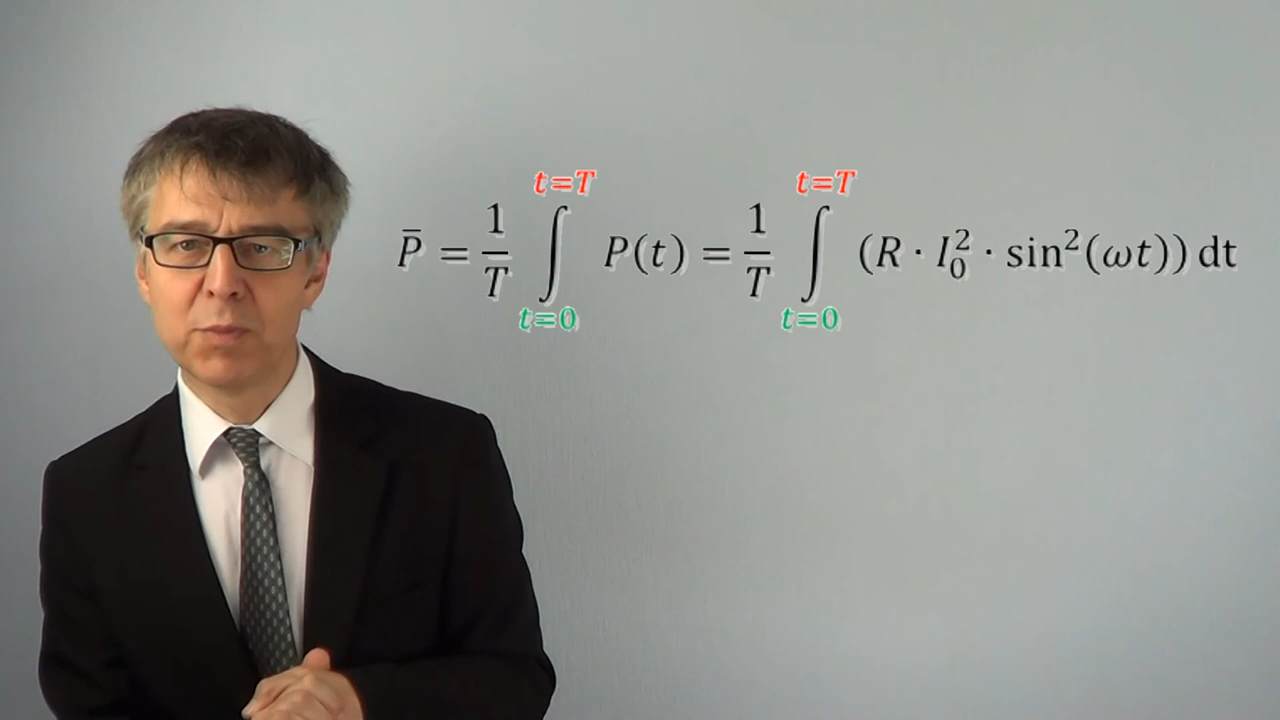 P̄ = 1/T ∫_{t=0}^{t=T} P(t) = 1/T ∫_{t=0}^{t=T} (R · I₀² · sin²(ωt)) dt